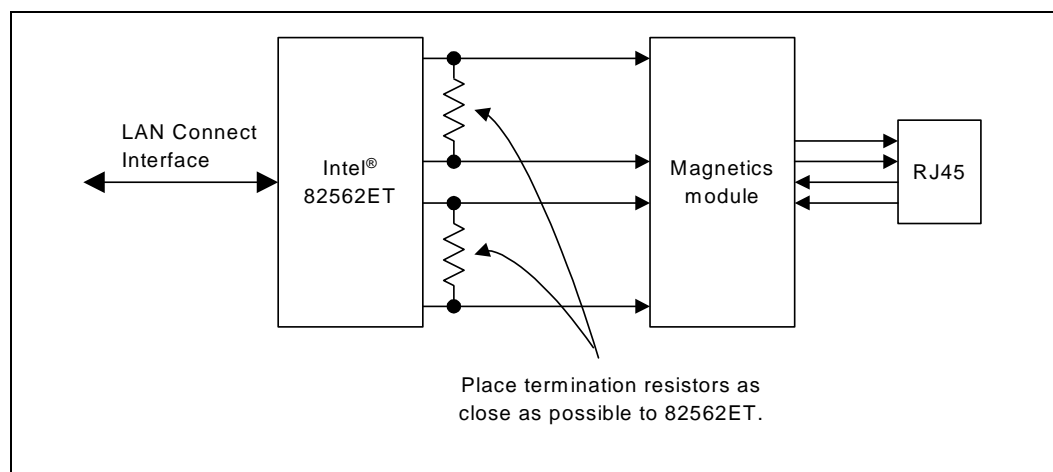 LAN Connect
Interface
Intel®
82562ET
Magnetics
module
RJ45
Place termination resistors as
close as possible to 82562ET.